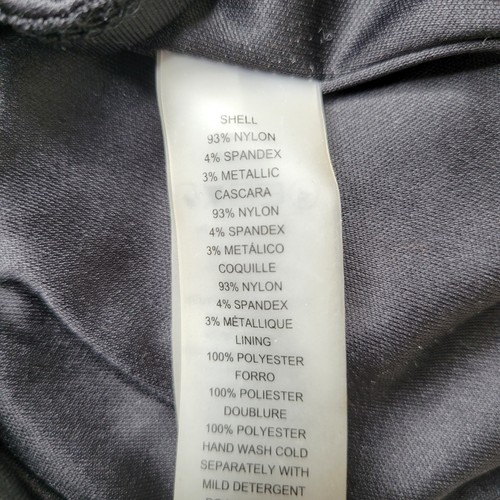 SHELL
93% NYLON
4% SPANDEX
3% METALLIC
CASCARA
93% NYLON
4% SPANDEX
3% METÁLICO
COQUILLE
93% NYLON
4% SPANDEX
3% MÉTALLIQUE
LINING
100% POLYESTER
FORRO
100% POLIESTER
DOUBLURE
100% POLYESTER
HAND WASH COLD
SEPARATELY WITH
MILD DETERGENT